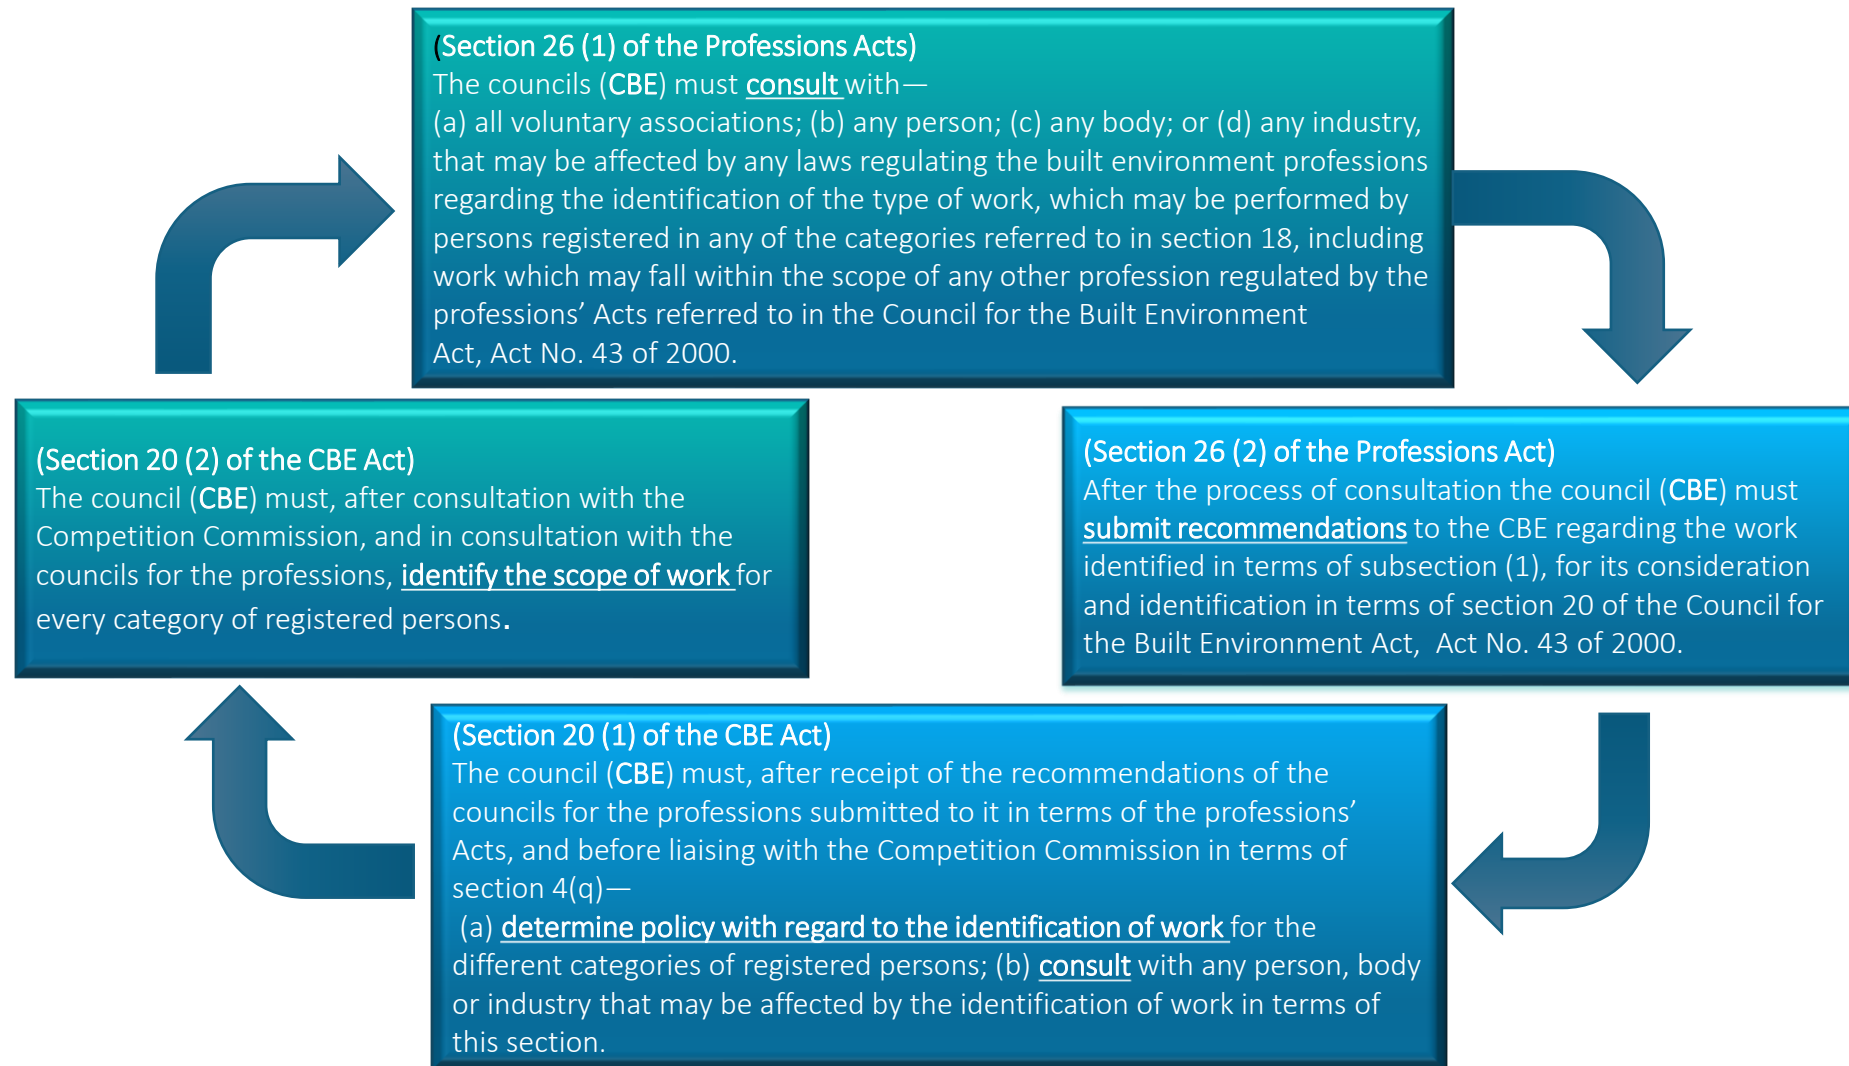 (Section 26 (1) of the Professions Acts)
The councils (CBE) must consult with—
(a) all voluntary associations; (b) any person; (c) any body; or (d) any industry,
that may be affected by any laws regulating the built environment professions
regarding the identification of the type of work, which may be performed by
persons registered in any of the categories referred to in section 18, including
work which may fall within the scope of any other profession regulated by the
professions’ Acts referred to in the Council for the Built Environment
Act, Act No. 43 of 2000.
(Section 26 (2) of the Professions Act)
After the process of consultation the council (CBE) must
submit recommendations to the CBE regarding the work
identified in terms of subsection (1), for its consideration
and identification in terms of section 20 of the Council for
the Built Environment Act, Act No. 43 of 2000.
(Section 20 (1) of the CBE Act)
The council (CBE) must, after receipt of the recommendations of the
councils for the professions submitted to it in terms of the professions’
Acts, and before liaising with the Competition Commission in terms of
section 4(q)—
(a) determine policy with regard to the identification of work for the
different categories of registered persons; (b) consult with any person, body
or industry that may be affected by the identification of work in terms of
this section.
(Section 20 (2) of the CBE Act)
The council (CBE) must, after consultation with the
Competition Commission, and in consultation with the
councils for the professions, identify the scope of work for
every category of registered persons.